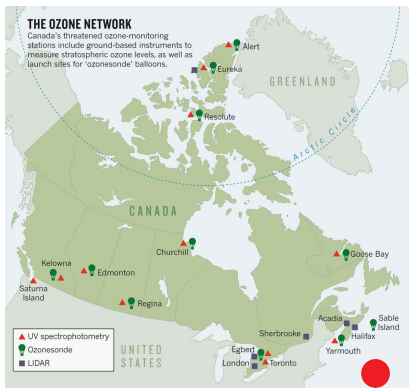 THE OZONE NETWORK
Canada's threatened ozone-monitoring
stations include ground-based instruments to
measure stratospheric ozone levels, as well as
launch sites for 'ozonesonde' balloons.
Alert
Eureka
GREENLAND
Resolute
Arctic Circle
CANADA
Churchill
Goose Bay
Kelowna
Edmonton
Saturna
Island
Regina
Acadia
Sable
Island
Sherbrooke
Halifax
Yarmouth
Egbert
London
Toronto
UNITED
STATES
UV spectrophotometry
Ozonesonde
LIDAR